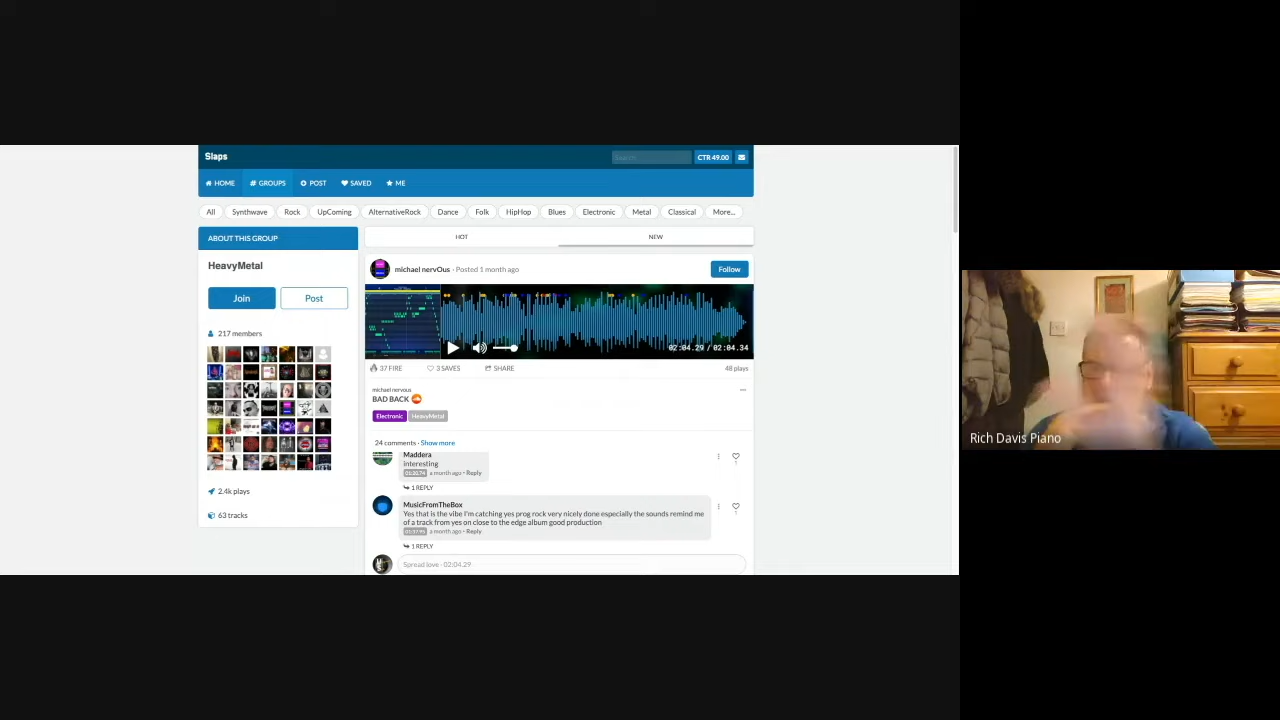 Slaps
Search
CTR 49.00
HOME
GROUPS
POST
SAVED
ME
All
Synthwave
Rock
UpComing
AlternativeRock
Dance
Folk
HipHop
Blues
Electronic
Metal
Classical
More...
ABOUT THIS GROUP
HeavyMetal
Join
Post
217 members
2.4k plays
63 tracks
HOT
NEW
michael nervOus · Posted 1 month ago
Follow
02:04.29 / 02:04.34
37 FIRE
3 SAVES
SHARE
48 plays
michael nervous
BAD BACK
Electronic
HeavyMetal
24 comments · Show more
Maddera
interesting
a month ago · Reply
1 REPLY
1
MusicFromTheBox
Yes that is the vibe I'm catching yes prog rock very nicely done especially the sounds remind me
of a track from yes on close to the edge album good production
a month ago · Reply
1 REPLY
1
Spread love · 02:04.29
Rich Davis Piano